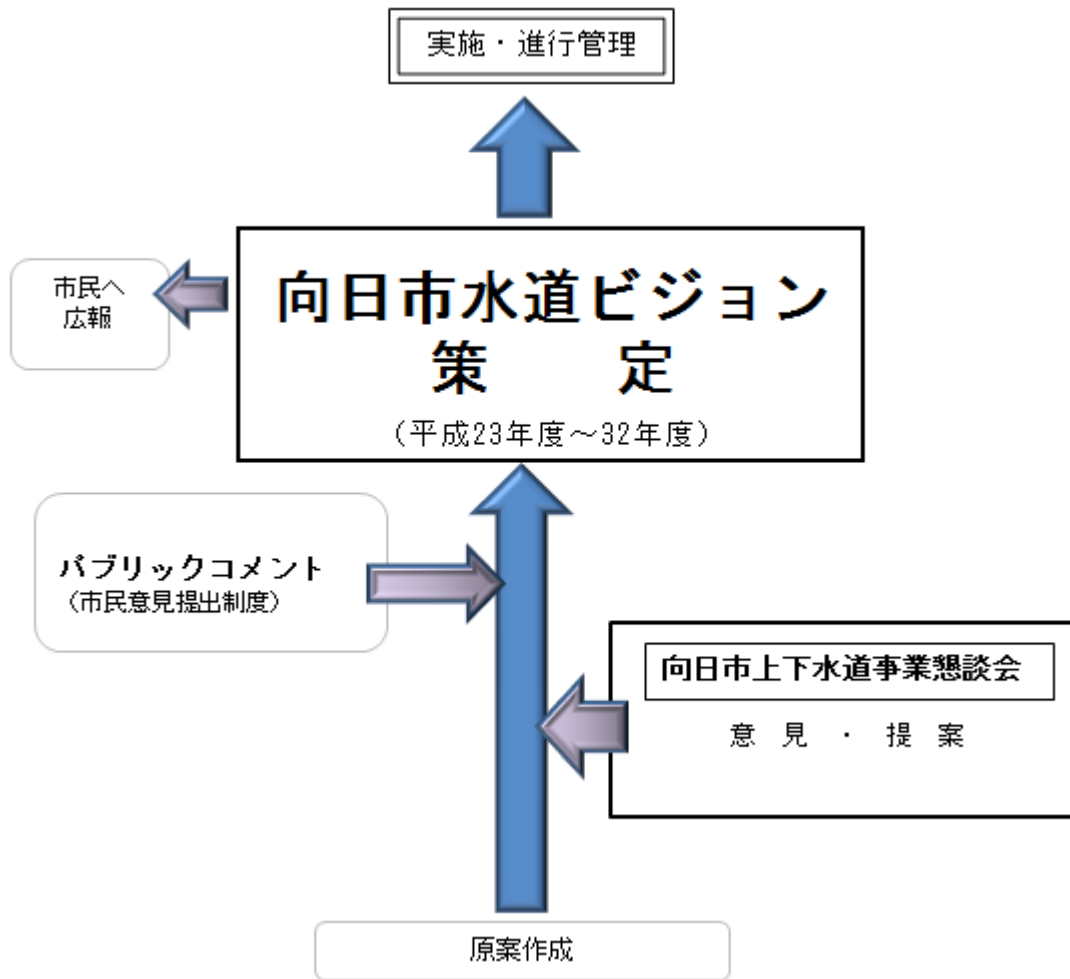 実施・進行管理
市民へ
広報
向日市水道ビジョン
策　定
（平成23年度～32年度）
パブリックコメント
（市民意見提出制度）
向日市上下水道事業懇談会
意 見 ・ 提 案
原案作成